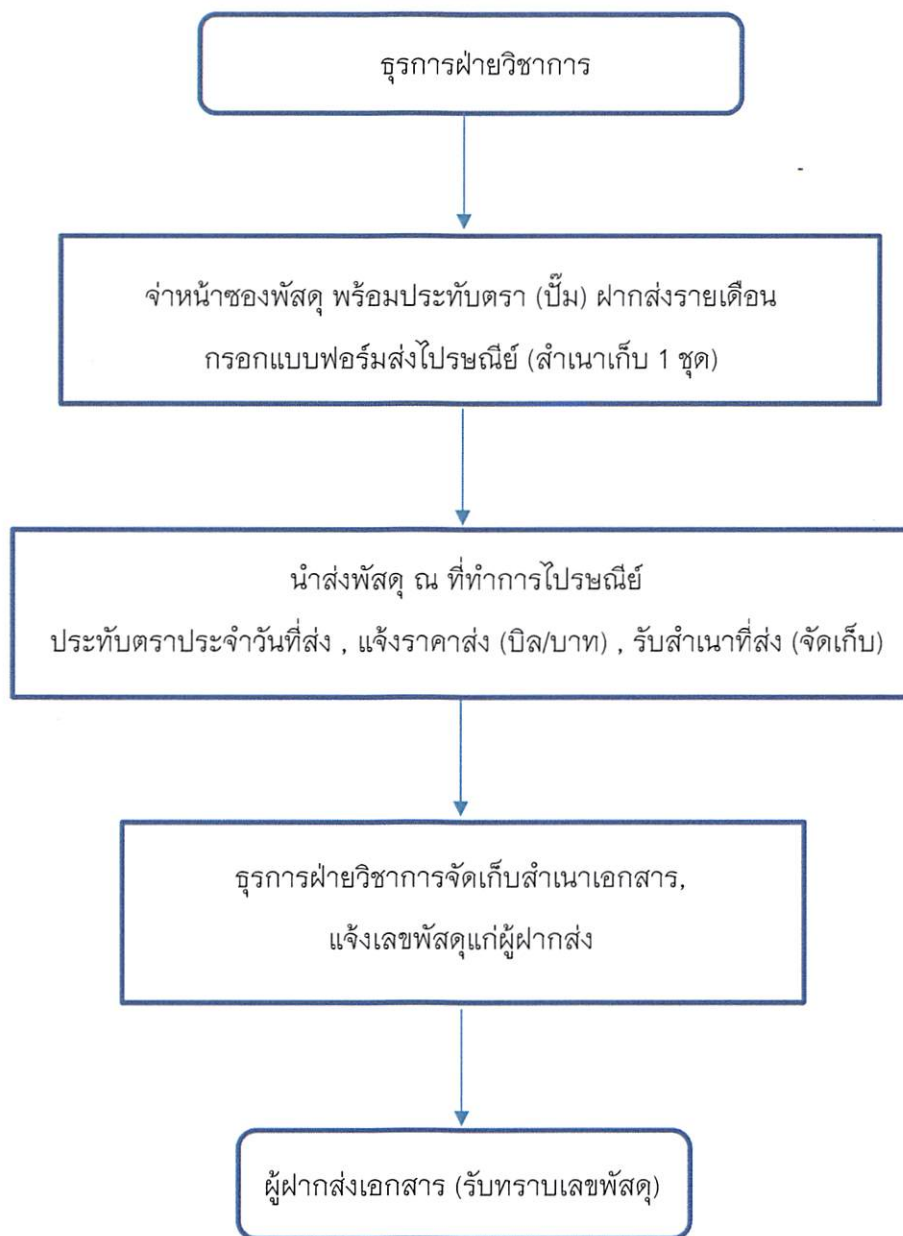 ธุรการฝ่ายวิชาการ
จ่าหน้าซองพัสดุ พร้อมประทับตรา (ปั๊ม) ฝากส่งรายเดือน
กรอกแบบฟอร์มส่งไปรษณีย์ (สำเนาเก็บ 1 ชุด)
นำส่งพัสดุ ณ ที่ทำการไปรษณีย์
ประทับตราประจำวันที่ส่ง , แจ้งราคาส่ง (บิล/บาท) , รับสำเนาที่ส่ง (จัดเก็บ)
ธุรการฝ่ายวิชาการจัดเก็บสำเนาเอกสาร,
แจ้งเลขพัสดุแก่ผู้ฝากส่ง
ผู้ฝากส่งเอกสาร (รับทราบเลขพัสดุ)